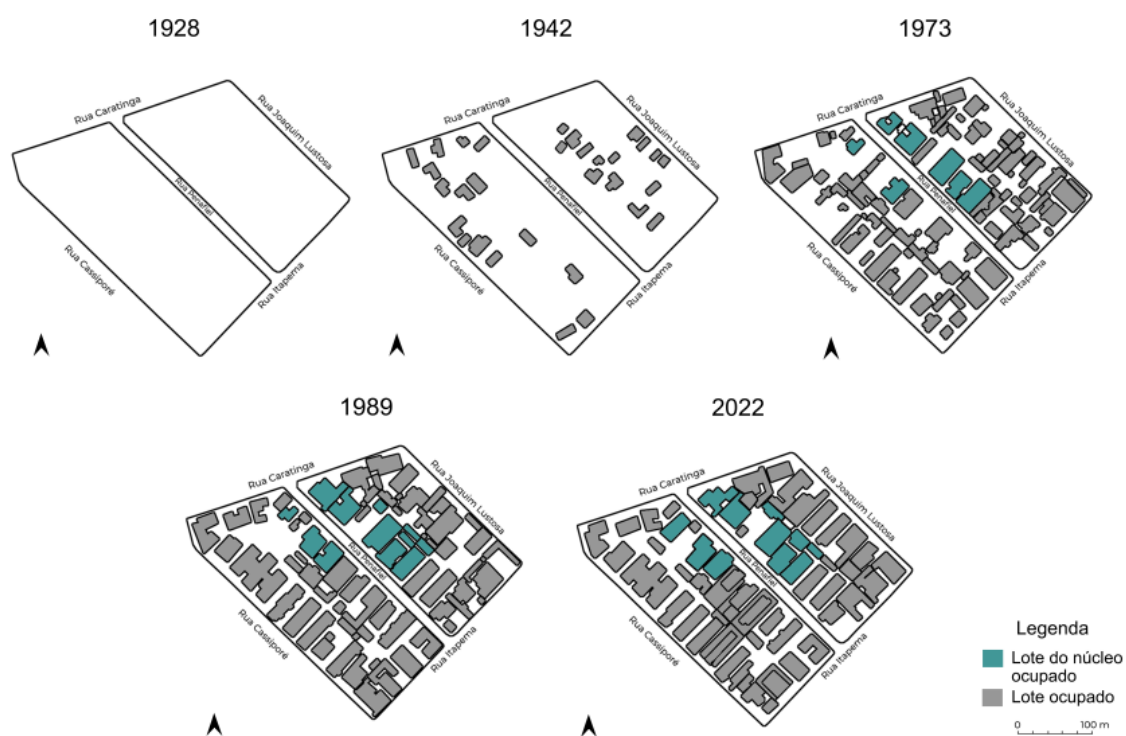 1928
1942
1973
Rua Caratinga
Rua Joaquim Lustosa
Rua Penafiel
Rua Cassiporé
Rua Itapema
Rua Caratinga
Rua Joaquim Lustosa
Rua Penafiel
Rua Cassiporé
Rua Itapema
Rua Caratinga
Rua Joaquim Lustosa
Rua Penafiel
Rua Cassiporé
Rua Itapema
1989
2022
Rua Caratinga
Rua Joaquim Lustosa
Rua Penafiel
Rua Cassiporé
Rua Itapema
Rua Caratinga
Rua Joaquim Lustosa
Rua Penafiel
Rua Cassiporé
Rua Itapema
Legenda
Lote do núcleo
ocupado
Lote ocupado
0 100 m